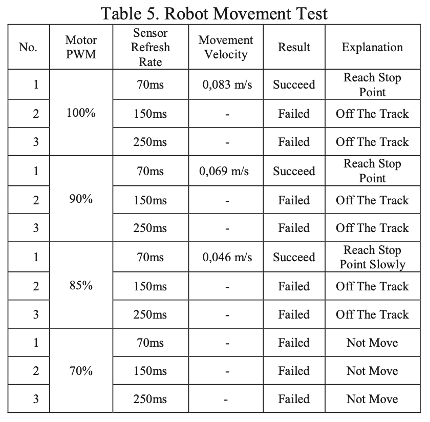 Table 5. Robot Movement Test
No. Motor PWM Sensor Refresh Rate Movement Velocity Result Explanation
1 100% 70ms 0,083 m/s Succeed Reach Stop Point
2 150ms - Failed Off The Track
3 250ms - Failed Off The Track
1 90% 70ms 0,069 m/s Succeed Reach Stop Point
2 150ms - Failed Off The Track
3 250ms - Failed Off The Track
1 85% 70ms 0,046 m/s Succeed Reach Stop Point Slowly
2 150ms - Failed Off The Track
3 250ms - Failed Off The Track
1 70% 70ms - Failed Not Move
2 150ms - Failed Not Move
3 250ms - Failed Not Move